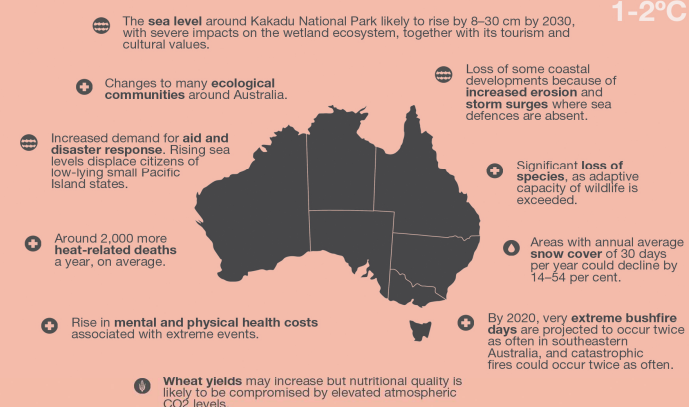 1-2ºC
The sea level around Kakadu National Park likely to rise by 8–30 cm by 2030,
with severe impacts on the wetland ecosystem, together with its tourism and
cultural values.
Changes to many ecological
communities around Australia.
Loss of some coastal
developments because of
increased erosion and
storm surges where sea
defences are absent.
Increased demand for aid and
disaster response. Rising sea
levels displace citizens of
low-lying small Pacific
Island states.
Significant loss of
species, as adaptive
capacity of wildlife is
exceeded.
Around 2,000 more
heat-related deaths
a year, on average.
Areas with annual average
snow cover of 30 days
per year could decline by
14–54 per cent.
Rise in mental and physical health costs
associated with extreme events.
By 2020, very extreme bushfire
days are projected to occur twice
as often in southeastern
Australia, and catastrophic
fires could occur twice as often.
Wheat yields may increase but nutritional quality is
likely to be compromised by elevated atmospheric
CO2 levels.